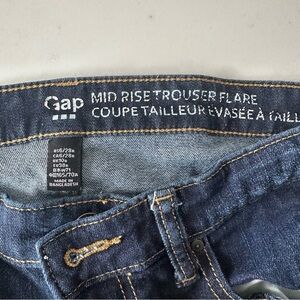 Gap
MID RISE TROUSER FLARE
COUPE TAILLEUR ÉVASÉE À TAILL
MADE IN
BANGLADESH